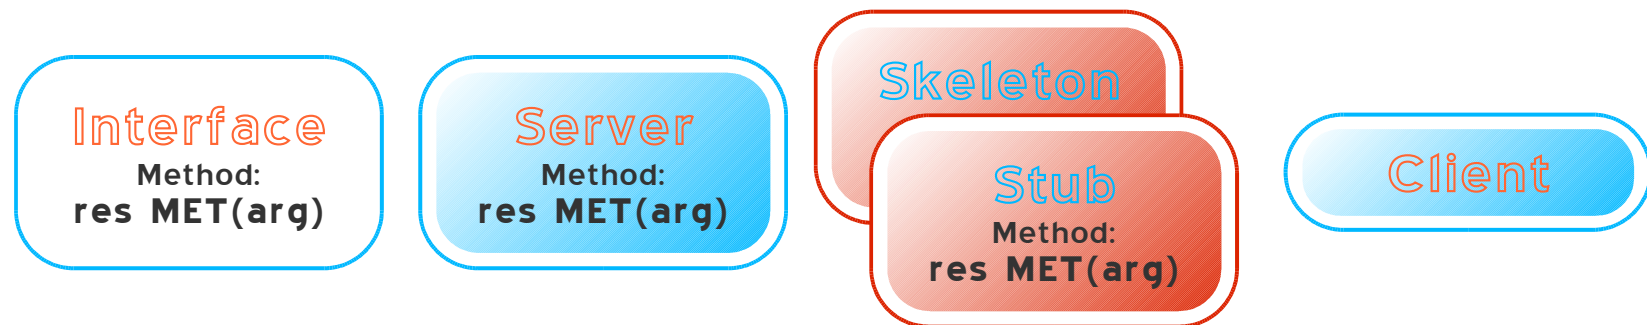 Interface
Method:
res MET(arg)
Server
Method:
res MET(arg)
Skeleton
Stub
Method:
res MET(arg)
Client